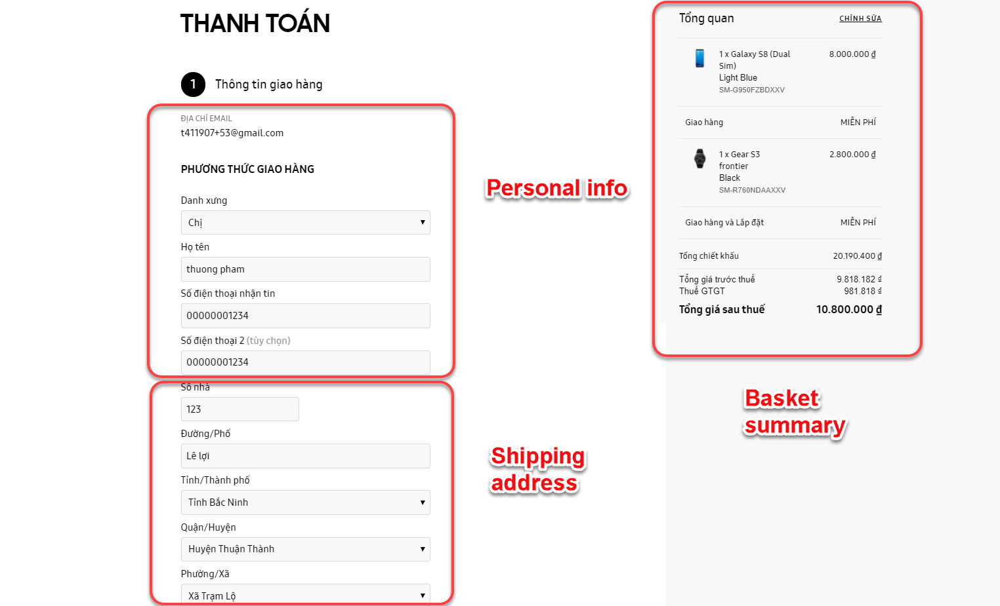 THANH TOÁN
1 Thông tin giao hàng
ĐỊA CHỈ EMAIL
t411907+53@gmail.com
PHƯƠNG THỨC GIAO HÀNG
Danh xưng
Chị
Họ tên
thuong pham
Số điện thoại nhận tin
00000001234
Số điện thoại 2 (tùy chọn)
00000001234
Personal info
Số nhà
123
Đường/Phố
Lê lợi
Tỉnh/Thành phố
Tỉnh Bắc Ninh
Quận/Huyện
Huyện Thuận Thành
Phường/Xã
Xã Trạm Lộ
Shipping
address
Tổng quan CHỈNH SỬA
1 x Galaxy S8 (Dual 8.000.000 ₫
Sim)
Light Blue
SM-G950FZBDXXV
Giao hàng MIỄN PHÍ
1 x Gear S3 2.800.000 ₫
frontier
Black
SM-R760NDAAXXV
Giao hàng và Lắp đặt MIỄN PHÍ
Tổng chiết khấu 20.190.400 ₫
Tổng giá trước thuế 9.818.182 ₫
Thuế GTGT 981.818 ₫
Tổng giá sau thuế 10.800.000 ₫
Basket
summary